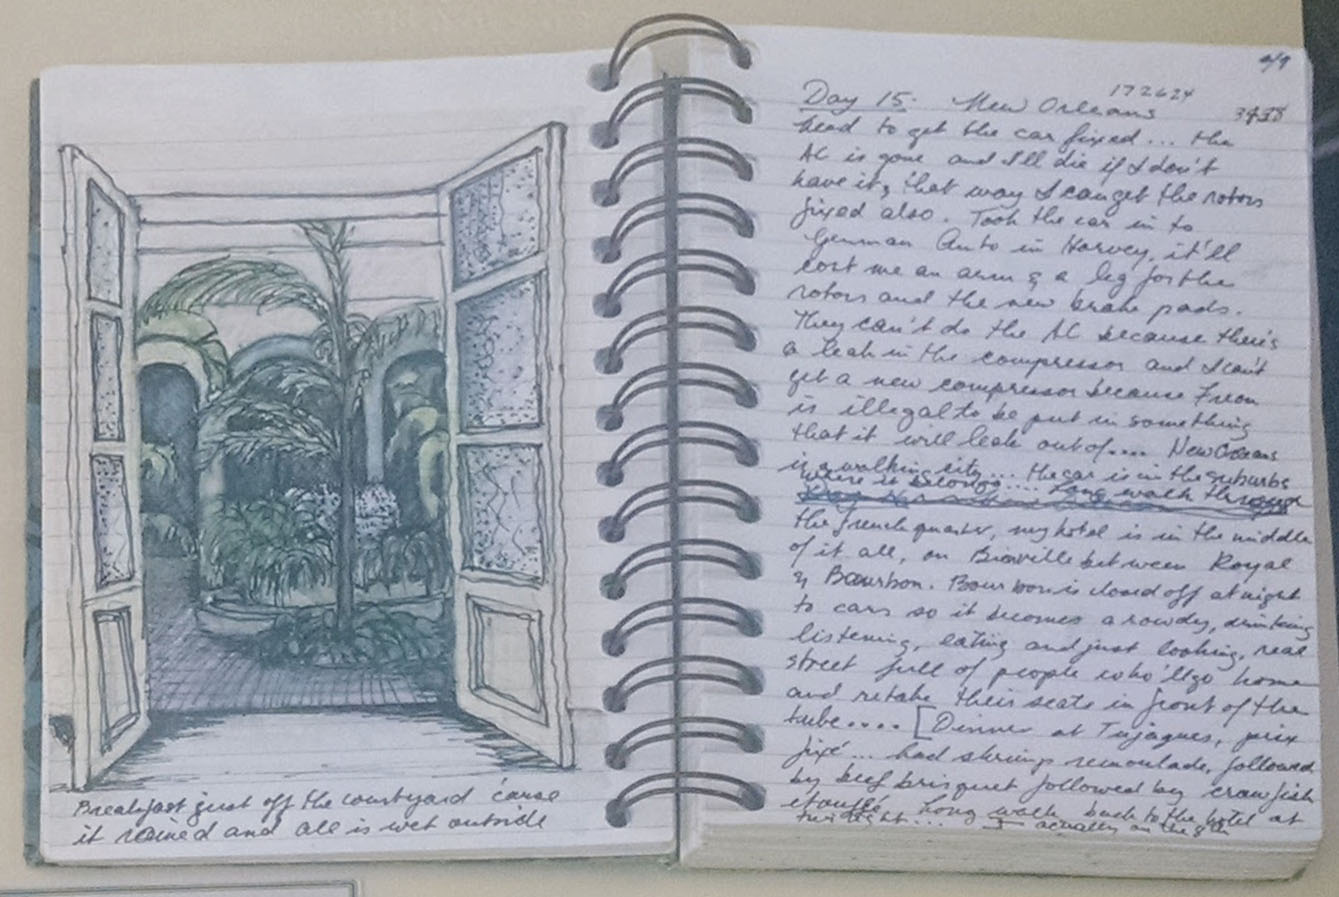 Breakfast just off the courtyard 'cause
it rained and all is wet outside
9/9
172624
Day 15. New Orleans
head to get the car fixed... the
AC is gone and I'll die if I don't
have it, that way I can get the rotors
fixed also. Took the car in to
German Auto in Harvey, it'll
cost me an arm & a leg for the
rotors and the new brake pads.
They can't do the AC because there's
a leak in the compressor and I can't
get a new compressor because Freon
is illegal to be put in something
that it will leak out of.... New Orleans
is a walking city... the car is in the suburbs
where it belongs.... Long walk through
the french quarter, my hotel is in the middle
of it all, on Bienville between Royal
& Bourbon. Bourbon is closed off at night
to cars so it becomes a rowdy, drinking
listening, eating and just looking, real
street full of people who'll go home
and retake their seats in front of the
tube.... [Dinner at Tujagues, prix
fixé... had shrimp remoulade, followed
by beef brisquet followed by crawfish
etoufée. Long walk back to the hotel at
twilight... ] actually on the 8th